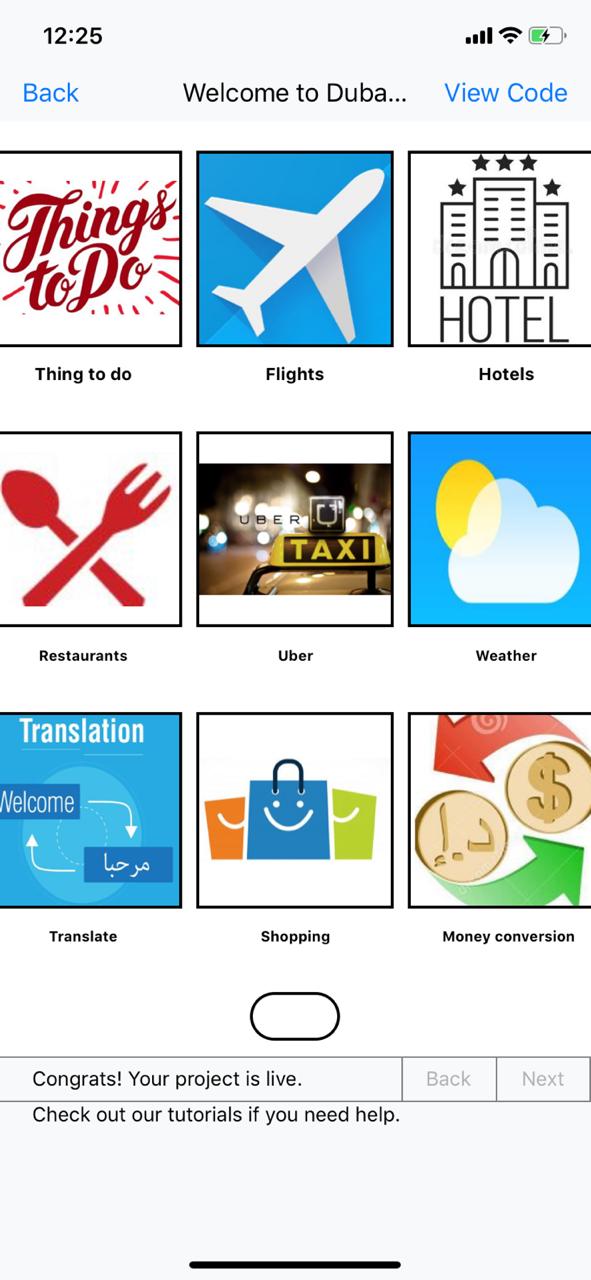 12:25
Back
Welcome to Duba...
View Code
Things
to Do
HOTEL
Thing to do
Flights
Hotels
UBER
TAXI
Restaurants
Uber
Weather
Translation
Welcome
مرحبا
$
د.إ
Translate
Shopping
Money conversion
Congrats! Your project is live.
Back
Next
Check out our tutorials if you need help.